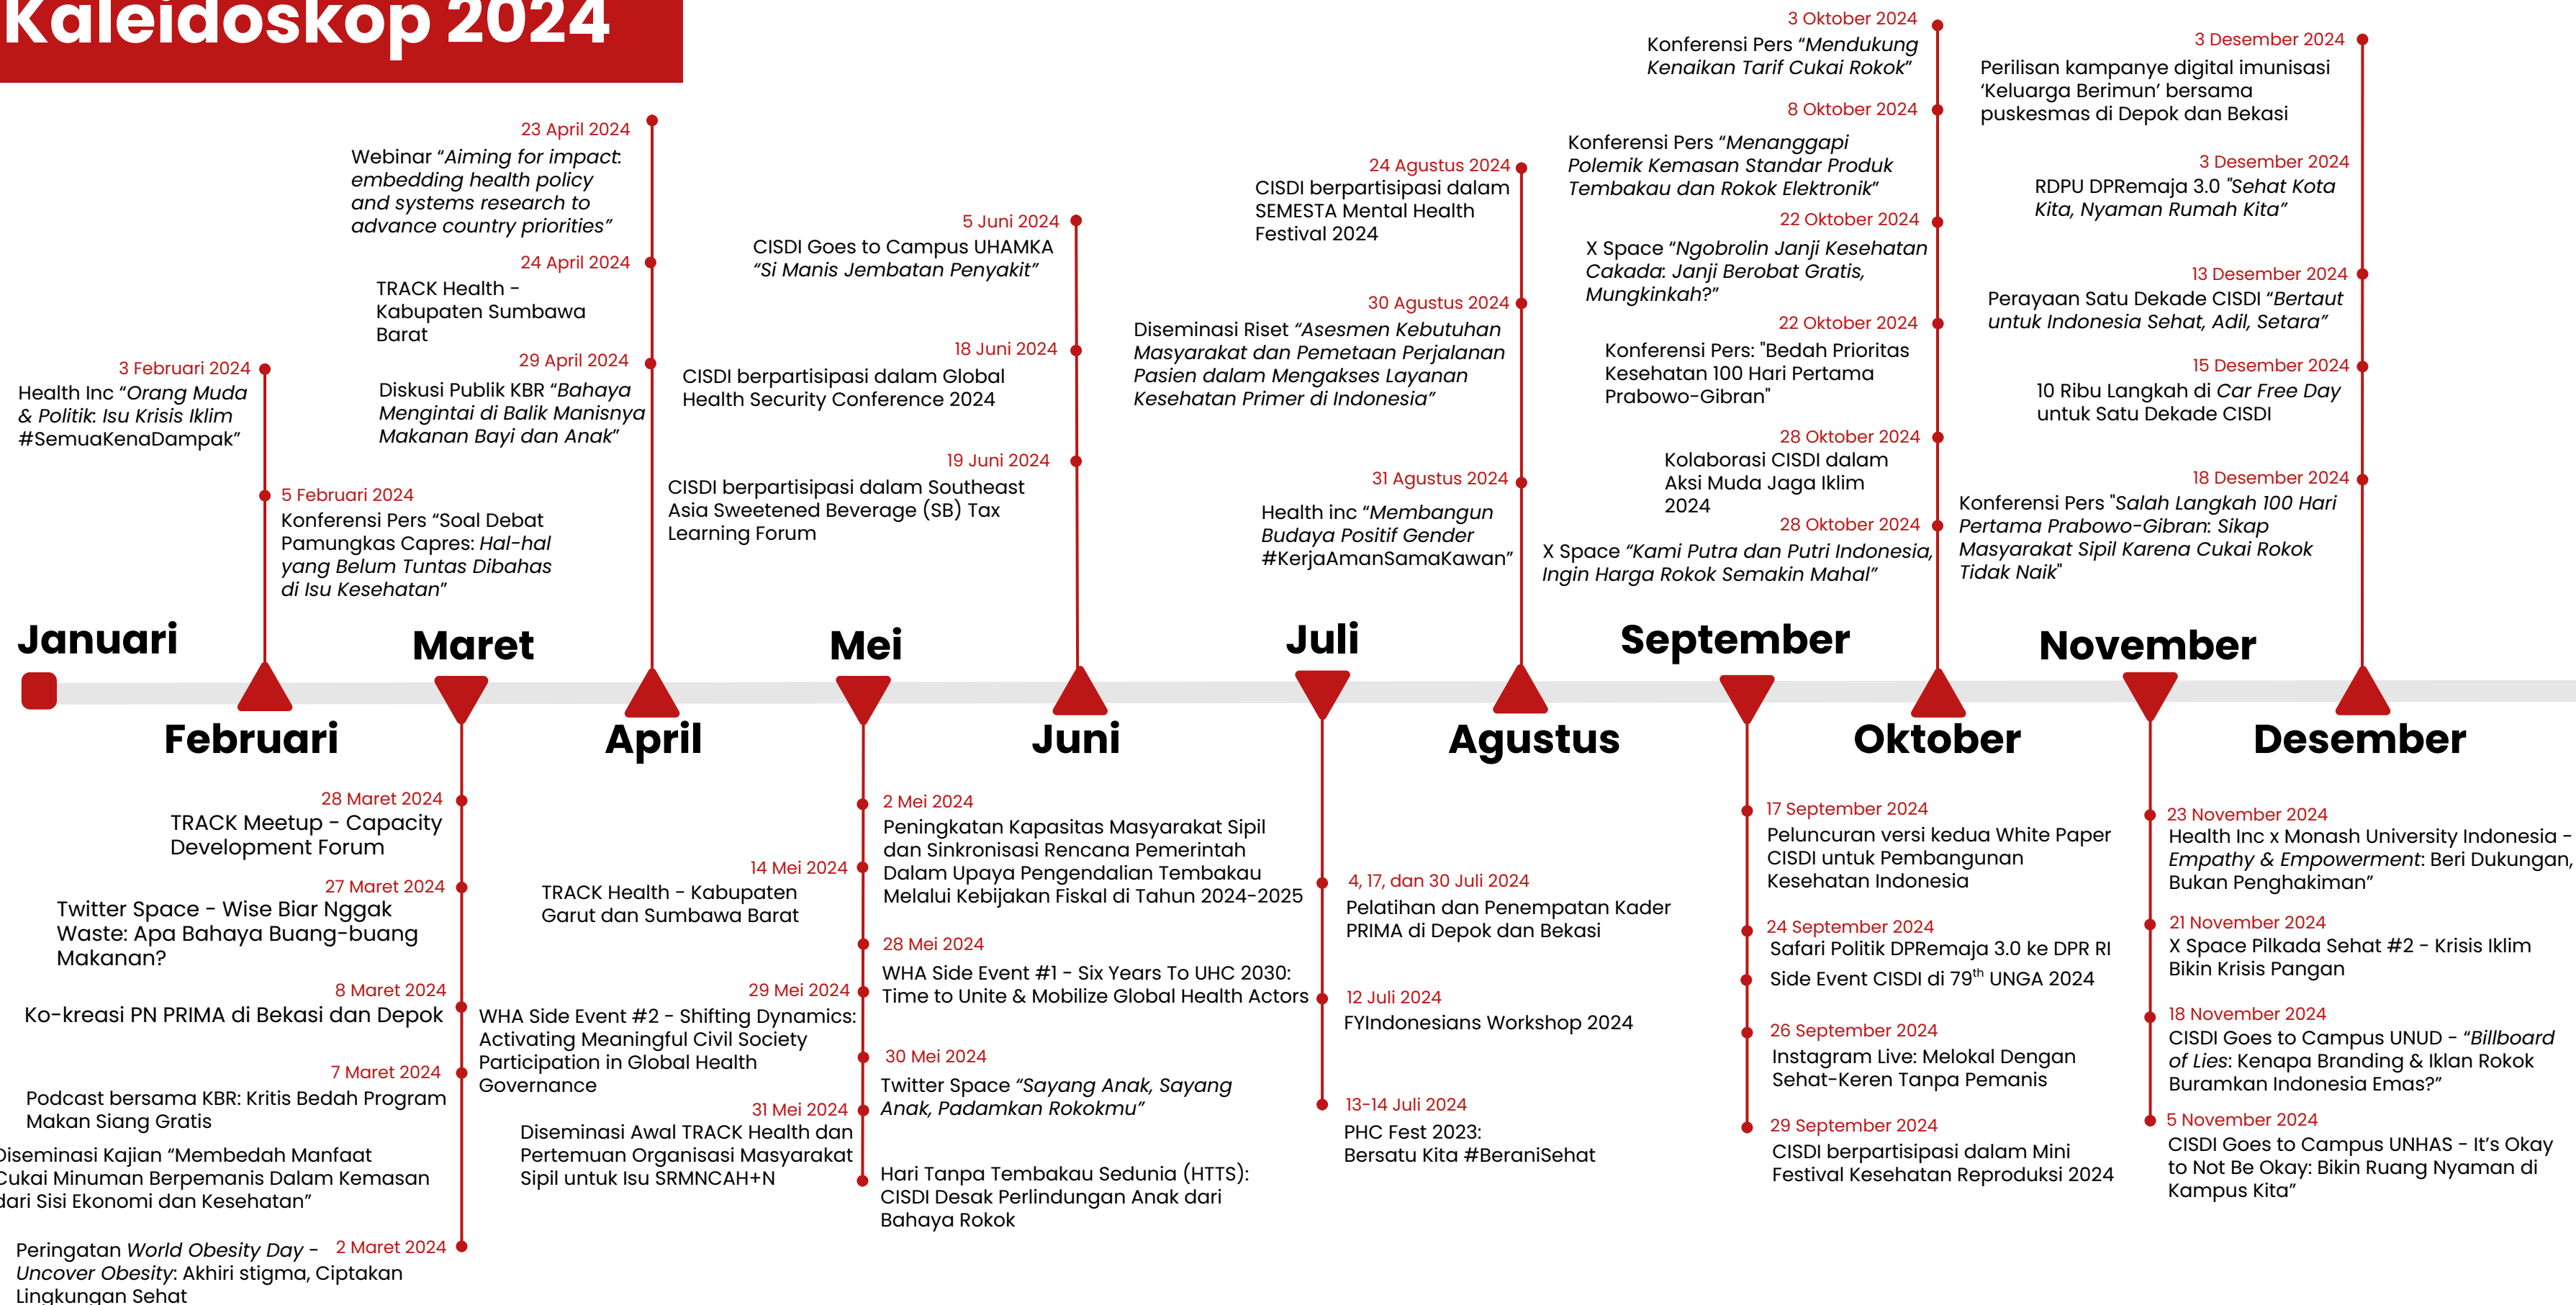 Kaleidoskop 2024
3 Februari 2024
Health Inc “Orang Muda
& Politik: Isu Krisis Iklim
#SemuaKenaDampak”
5 Februari 2024
Konferensi Pers “Soal Debat
Pamungkas Capres: Hal-hal
yang Belum Tuntas Dibahas
di Isu Kesehatan”
23 April 2024
Webinar “Aiming for impact:
embedding health policy
and systems research to
advance country priorities”
24 April 2024
TRACK Health -
Kabupaten Sumbawa
Barat
29 April 2024
Diskusi Publik KBR “Bahaya
Mengintai di Balik Manisnya
Makanan Bayi dan Anak”
5 Juni 2024
CISDI Goes to Campus UHAMKA
“Si Manis Jembatan Penyakit”
18 Juni 2024
CISDI berpartisipasi dalam Global
Health Security Conference 2024
19 Juni 2024
CISDI berpartisipasi dalam Southeast
Asia Sweetened Beverage (SB) Tax
Learning Forum
24 Agustus 2024
CISDI berpartisipasi dalam
SEMESTA Mental Health
Festival 2024
30 Agustus 2024
Diseminasi Riset “Asesmen Kebutuhan
Masyarakat dan Pemetaan Perjalanan
Pasien dalam Mengakses Layanan
Kesehatan Primer di Indonesia”
31 Agustus 2024
Health inc “Membangun
Budaya Positif Gender
#KerjaAmanSamaKawan”
3 Oktober 2024
Konferensi Pers “Mendukung
Kenaikan Tarif Cukai Rokok”
8 Oktober 2024
Konferensi Pers “Menanggapi
Polemik Kemasan Standar Produk
Tembakau dan Rokok Elektronik”
22 Oktober 2024
X Space “Ngobrolin Janji Kesehatan
Cakada: Janji Berobat Gratis,
Mungkinkah?”
22 Oktober 2024
Konferensi Pers: "Bedah Prioritas
Kesehatan 100 Hari Pertama
Prabowo-Gibran"
28 Oktober 2024
Kolaborasi CISDI dalam
Aksi Muda Jaga Iklim
2024
28 Oktober 2024
X Space “Kami Putra dan Putri Indonesia,
Ingin Harga Rokok Semakin Mahal”
3 Desember 2024
Perilisan kampanye digital imunisasi
‘Keluarga Berimun’ bersama
puskesmas di Depok dan Bekasi
3 Desember 2024
RDPU DPRemaja 3.0 "Sehat Kota
Kita, Nyaman Rumah Kita”
13 Desember 2024
Perayaan Satu Dekade CISDI “Bertaut
untuk Indonesia Sehat, Adil, Setara”
15 Desember 2024
10 Ribu Langkah di Car Free Day
untuk Satu Dekade CISDI
18 Desember 2024
Konferensi Pers "Salah Langkah 100 Hari
Pertama Prabowo-Gibran: Sikap
Masyarakat Sipil Karena Cukai Rokok
Tidak Naik"
Januari
Maret
Mei
Juli
September
November
Februari
April
Juni
Agustus
Oktober
Desember
28 Maret 2024
TRACK Meetup - Capacity
Development Forum
27 Maret 2024
Twitter Space - Wise Biar Nggak
Waste: Apa Bahaya Buang-buang
Makanan?
8 Maret 2024
Ko-kreasi PN PRIMA di Bekasi dan Depok
7 Maret 2024
Podcast bersama KBR: Kritis Bedah Program
Makan Siang Gratis
Diseminasi Kajian “Membedah Manfaat
Cukai Minuman Berpemanis Dalam Kemasan
dari Sisi Ekonomi dan Kesehatan”
2 Maret 2024
Peringatan World Obesity Day -
Uncover Obesity: Akhiri stigma, Ciptakan
Lingkungan Sehat
2 Mei 2024
Peningkatan Kapasitas Masyarakat Sipil
dan Sinkronisasi Rencana Pemerintah
Dalam Upaya Pengendalian Tembakau
Melalui Kebijakan Fiskal di Tahun 2024-2025
14 Mei 2024
TRACK Health - Kabupaten
Garut dan Sumbawa Barat
28 Mei 2024
WHA Side Event #1 - Six Years To UHC 2030:
Time to Unite & Mobilize Global Health Actors
29 Mei 2024
WHA Side Event #2 - Shifting Dynamics:
Activating Meaningful Civil Society
Participation in Global Health
Governance
30 Mei 2024
Twitter Space “Sayang Anak, Sayang
Anak, Padamkan Rokokmu”
31 Mei 2024
Diseminasi Awal TRACK Health dan
Pertemuan Organisasi Masyarakat
Sipil untuk Isu SRMNCAH+N
Hari Tanpa Tembakau Sedunia (HTTS):
CISDI Desak Perlindungan Anak dari
Bahaya Rokok
4, 17, dan 30 Juli 2024
Pelatihan dan Penempatan Kader
PRIMA di Depok dan Bekasi
12 Juli 2024
FYIndonesians Workshop 2024
13-14 Juli 2024
PHC Fest 2023:
Bersatu Kita #BeraniSehat
17 September 2024
Peluncuran versi kedua White Paper
CISDI untuk Pembangunan
Kesehatan Indonesia
24 September 2024
Safari Politik DPRemaja 3.0 ke DPR RI
Side Event CISDI di 79th UNGA 2024
26 September 2024
Instagram Live: Melokal Dengan
Sehat-Keren Tanpa Pemanis
29 September 2024
CISDI berpartisipasi dalam Mini
Festival Kesehatan Reproduksi 2024
23 November 2024
Health Inc x Monash University Indonesia -
Empathy & Empowerment: Beri Dukungan,
Bukan Penghakiman”
21 November 2024
X Space Pilkada Sehat #2 - Krisis Iklim
Bikin Krisis Pangan
18 November 2024
CISDI Goes to Campus UNUD - “Billboard
of Lies: Kenapa Branding & Iklan Rokok
Buramkan Indonesia Emas?”
5 November 2024
CISDI Goes to Campus UNHAS - It’s Okay
to Not Be Okay: Bikin Ruang Nyaman di
Kampus Kita”